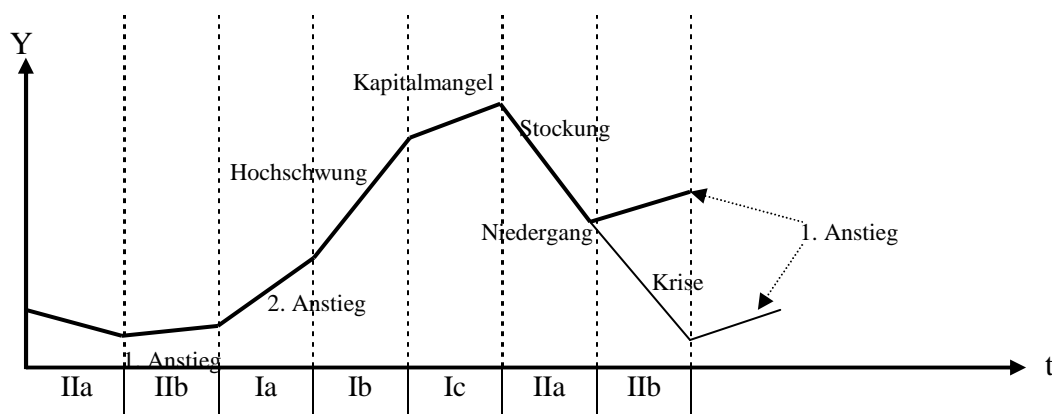 Y
Kapitalmangel
Stockung
Hochschwung
Niedergang
1. Anstieg
Krise
2. Anstieg
1. Anstieg
t
IIa IIb Ia Ib Ic IIa IIb